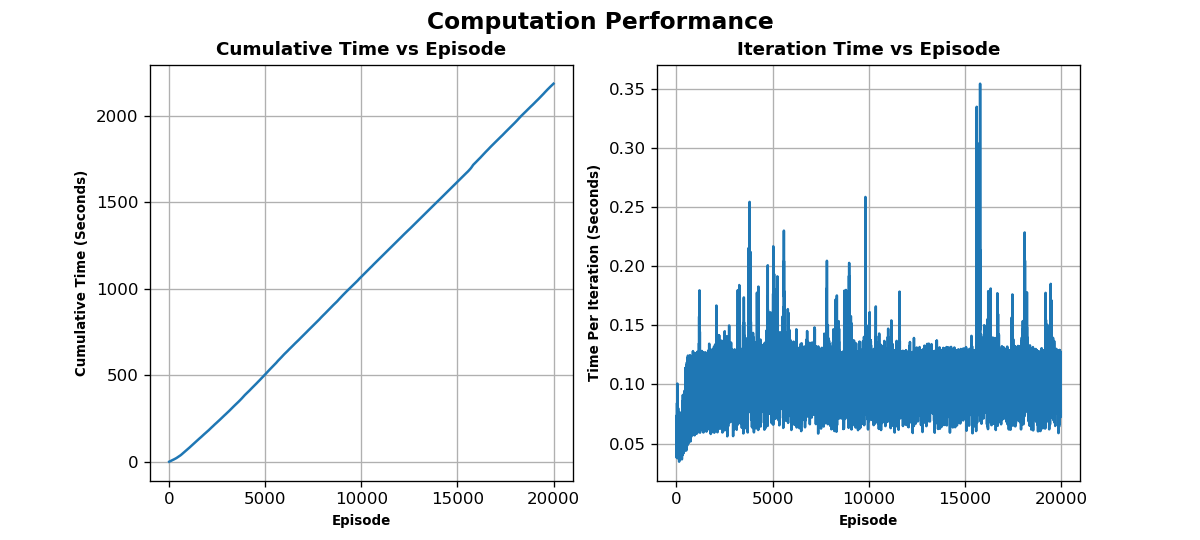 Computation Performance
Cumulative Time vs Episode
Cumulative Time (Seconds)
2000
1500
1000
500
0
0 5000 10000 15000 20000
Episode
Iteration Time vs Episode
Time Per Iteration (Seconds)
0.35
0.30
0.25
0.20
0.15
0.10
0.05
0 5000 10000 15000 20000
Episode